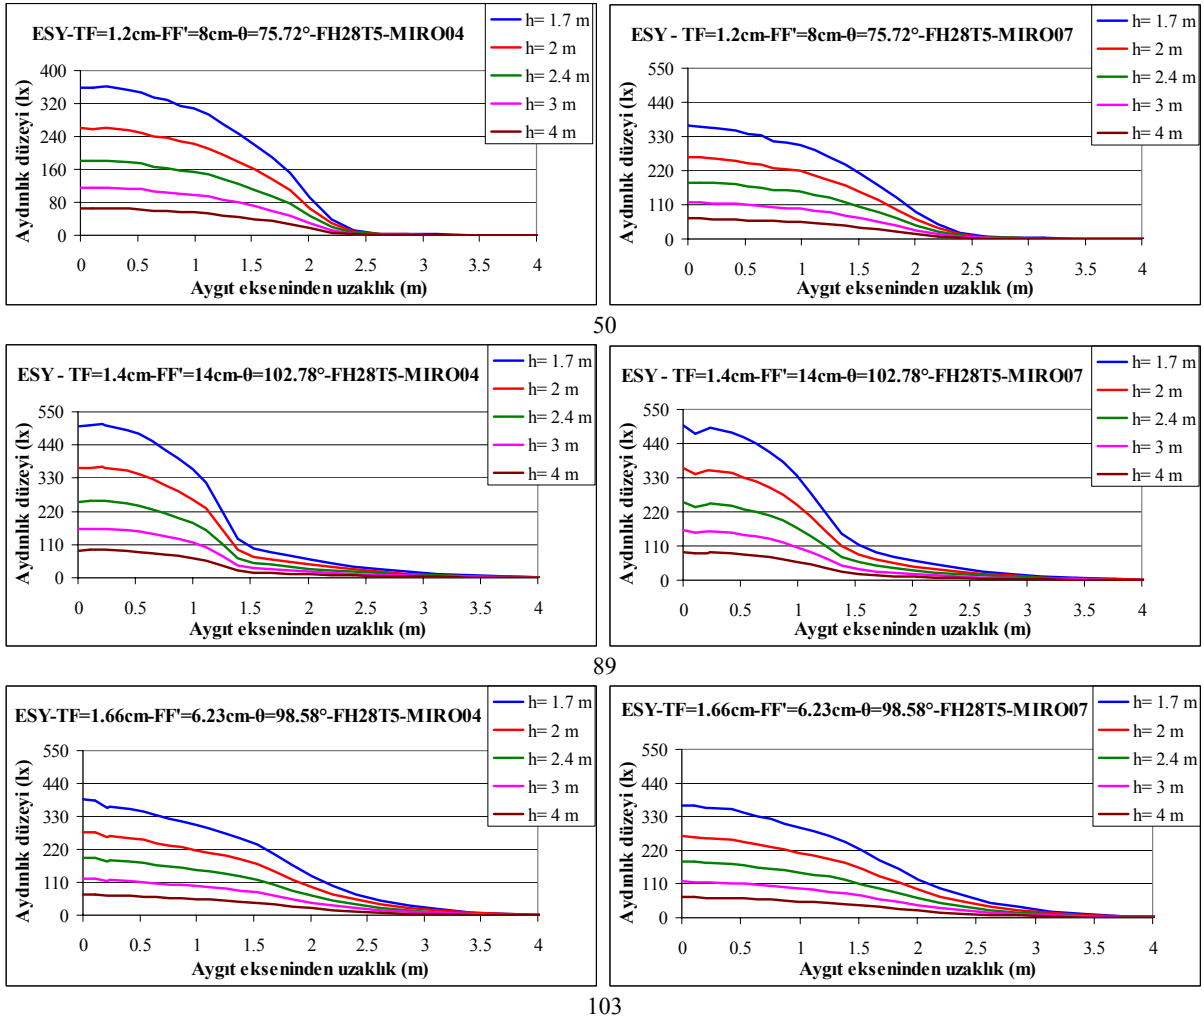 ESY-TF=1.2cm-FF'=8cm-θ=75.72°-FH28T5-MIRO04
h= 1.7 m
h= 2 m
h= 2.4 m
h= 3 m
h= 4 m
Aydınlık düzeyi (lx)
400
320
240
160
80
0
0 0.5 1 1.5 2 2.5 3 3.5 4
Aygıt ekseninden uzaklık (m)
ESY - TF=1.2cm-FF'=8cm-θ=75.72°-FH28T5-MIRO07
h= 1.7 m
h= 2 m
h= 2.4 m
h= 3 m
h= 4 m
Aydınlık düzeyi (lx)
550
440
330
220
110
0
0 0.5 1 1.5 2 2.5 3 3.5 4
Aygıt ekseninden uzaklık (m)
50
ESY - TF=1.4cm-FF'=14cm-θ=102.78°-FH28T5-MIRO04
h= 1.7 m
h= 2 m
h= 2.4 m
h= 3 m
h= 4 m
Aydınlık düzeyi (lx)
550
440
330
220
110
0
0 0.5 1 1.5 2 2.5 3 3.5 4
Aygıt ekseninden uzaklık (m)
ESY - TF=1.4cm-FF'=14cm-θ=102.78°-FH28T5-MIRO07
h= 1.7 m
h= 2 m
h= 2.4 m
h= 3 m
h= 4 m
Aydınlık düzeyi (lx)
550
440
330
220
110
0
0 0.5 1 1.5 2 2.5 3 3.5 4
Aygıt ekseninden uzaklık (m)
89
ESY-TF=1.66cm-FF'=6.23cm-θ=98.58°-FH28T5-MIRO04
h= 1.7 m
h= 2 m
h= 2.4 m
h= 3 m
h= 4 m
Aydınlık düzeyi (lx)
550
440
330
220
110
0
0 0.5 1 1.5 2 2.5 3 3.5 4
Aygıt ekseninden uzaklık (m)
ESY-TF=1.66cm-FF'=6.23cm-θ=98.58°-FH28T5-MIRO07
h= 1.7 m
h= 2 m
h= 2.4 m
h= 3 m
h= 4 m
Aydınlık düzeyi (lx)
550
440
330
220
110
0
0 0.5 1 1.5 2 2.5 3 3.5 4
Aygıt ekseninden uzaklık (m)
103